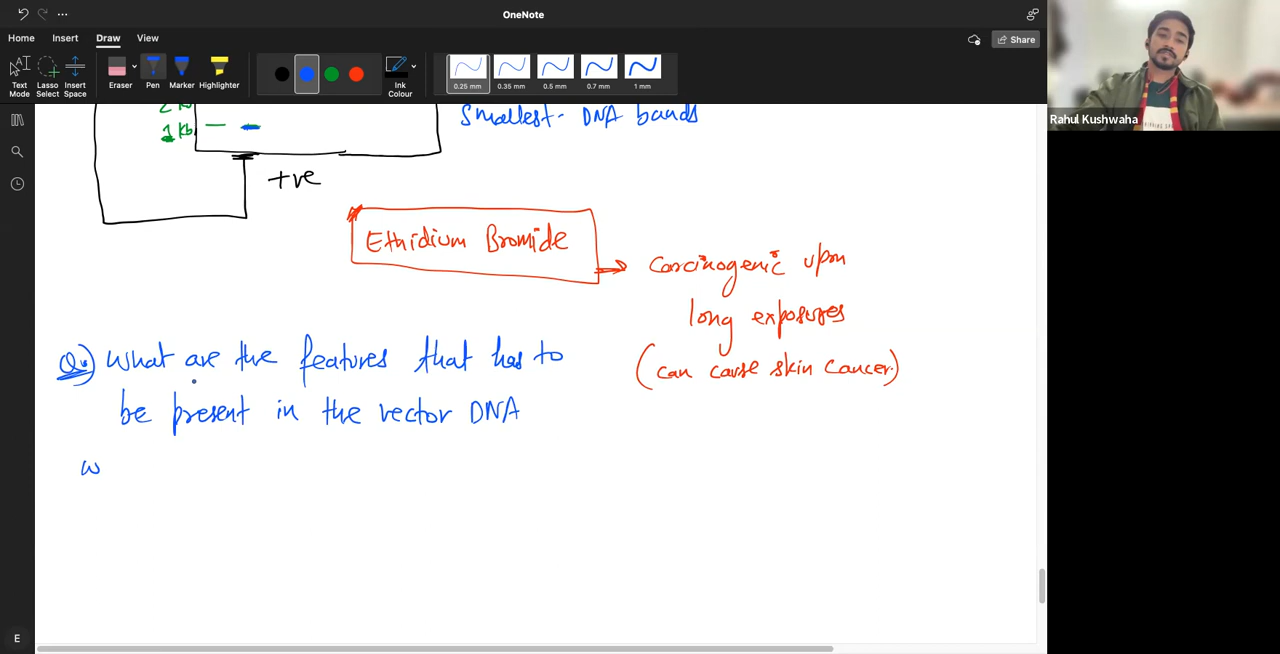 OneNote
Home Insert Draw View
Share
Text Mode
Lasso Select
Insert Space
Eraser
Pen
Marker
Highlighter
Ink Colour
0.25 mm
0.35 mm
0.5 mm
0.7 mm
1 mm
Rahul Kushwaha
Smallest - DNA bands
1 kb
+ve
Ethidium Bromide
Carcinogenic upon
long exposures
(can cause skin cancer.)
Qu) What are the features that has to
be present in the vector DNA
w
E